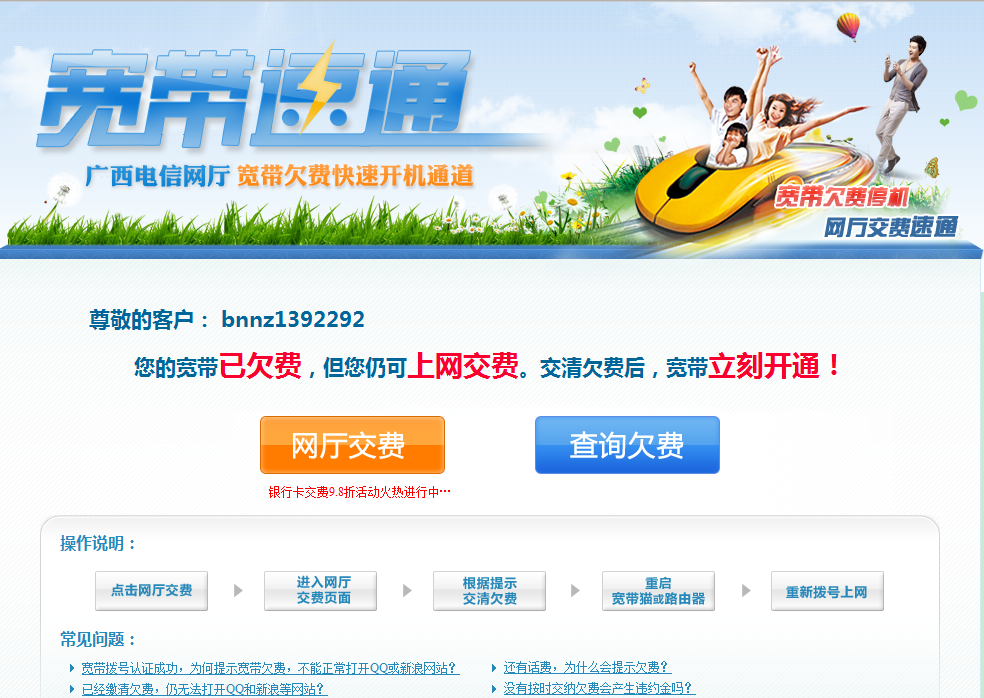 宽带速通
广西电信网厅 宽带欠费快速开机通道
宽带欠费停机
网厅交费速通
尊敬的客户： bnnz1392292
您的宽带已欠费，但您仍可上网交费。交清欠费后，宽带立刻开通！
网厅交费 查询欠费
银行卡交费9.8折活动火热进行中…
操作说明：
点击网厅交费
进入网厅
交费页面
根据提示
交清欠费
重启
宽带猫或路由器
重新拨号上网
常见问题：
宽带拨号认证成功，为何提示宽带欠费，不能正常打开QQ或新浪网站？
还有话费，为什么会提示欠费？
已经缴清欠费，仍无法打开QQ和新浪等网站？
没有按时交纳欠费会产生违约金吗？